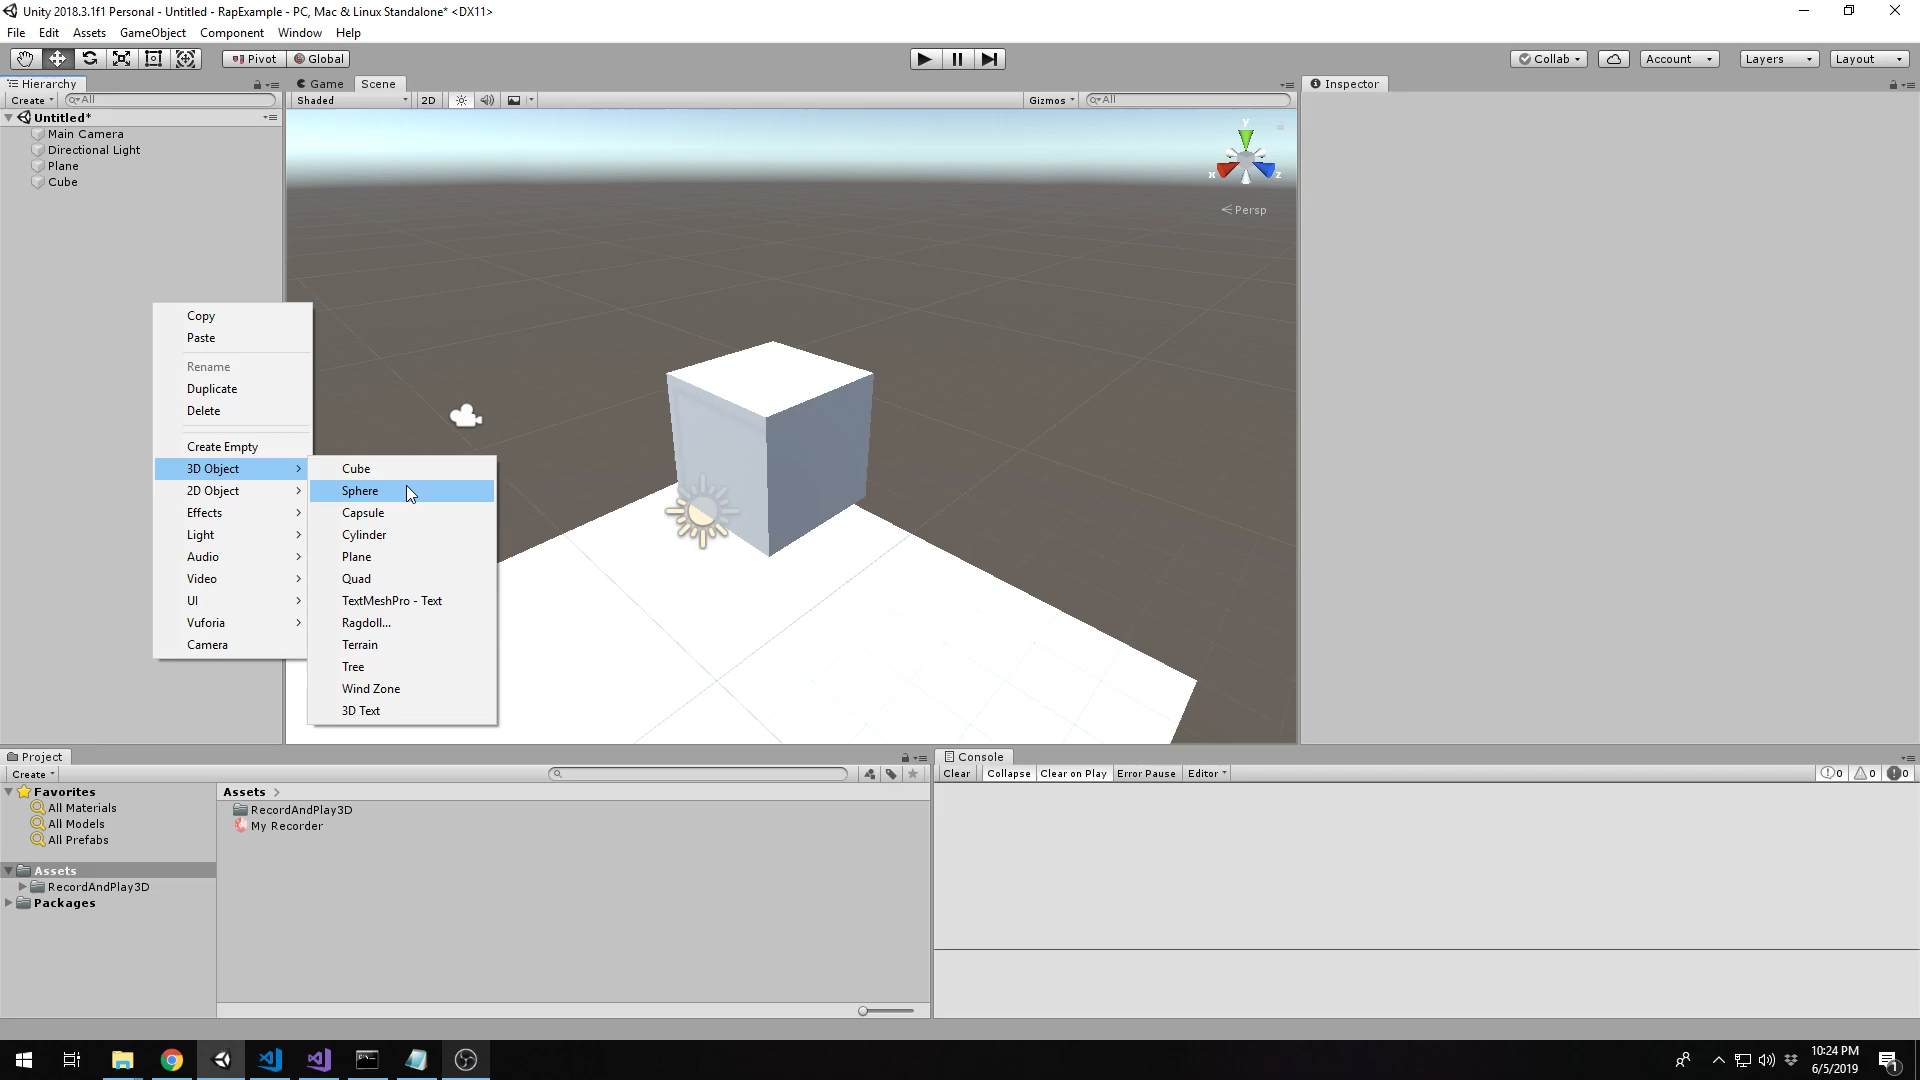 Unity 2018.3.1f1 Personal - Untitled - RapExample - PC, Mac & Linux Standalone* <DX11>
File Edit Assets GameObject Component Window Help
Pivot Global Collab Account Layers Layout
Hierarchy
Create All
Untitled*
Main Camera
Directional Light
Plane
Cube
Game Scene
Shaded 2D Gizmos All
y
x z
Persp
Inspector
Copy
Paste
Rename
Duplicate
Delete
Create Empty
3D Object
2D Object
Effects
Light
Audio
Video
UI
Vuforia
Camera
Cube
Sphere
Capsule
Cylinder
Plane
Quad
TextMeshPro - Text
Ragdoll...
Terrain
Tree
Wind Zone
3D Text
Project
Create
Favorites
All Materials
All Models
All Prefabs
Assets
RecordAndPlay3D
Packages
Assets
RecordAndPlay3D
My Recorder
Console
Clear Collapse Clear on Play Error Pause Editor 0 0 0
10:24 PM
6/5/2019
1